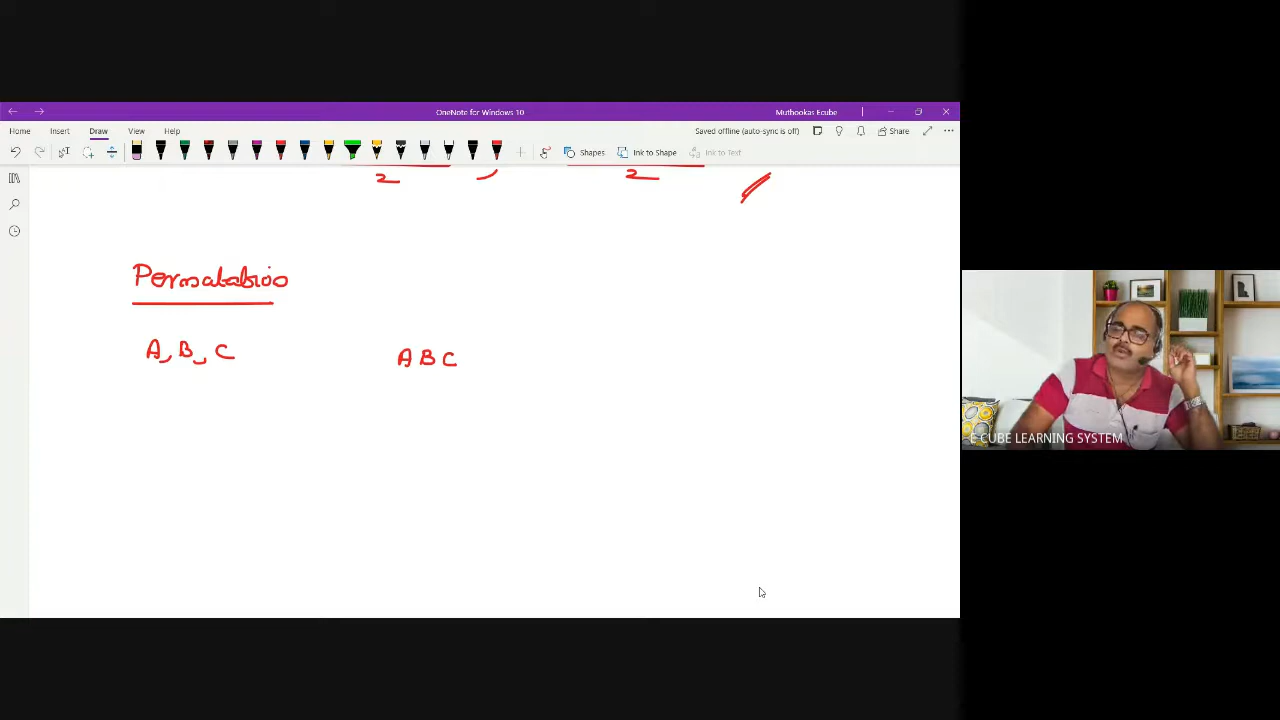 OneNote for Windows 10
Muthookas Ecube
Home Insert Draw View Help
Saved offline (auto-sync is off)
Share
Shapes
Ink to Shape
Ink to Text
2 , 2
Permutation
A, B, C
A B C
E CUBE LEARNING SYSTEM